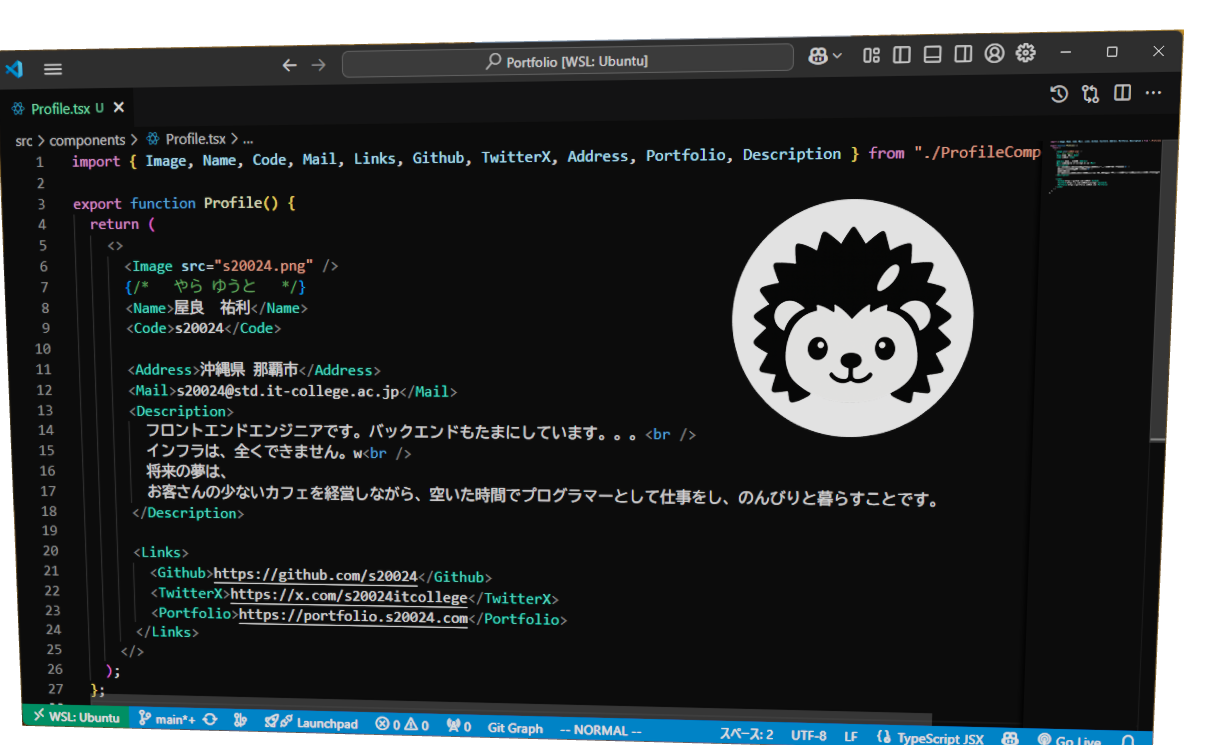 Portfolio [WSL: Ubuntu]
Profile.tsx U
src > components > Profile.tsx > ...
1 import { Image, Name, Code, Mail, Links, Github, TwitterX, Address, Portfolio, Description } from "./ProfileComp
2
3 export function Profile() {
4 return (
5 <>
6 <Image src="s20024.png" />
7 {/* やら ゆうと */}
8 <Name>屋良 祐利</Name>
9 <Code>s20024</Code>
10
11 <Address>沖縄県 那覇市</Address>
12 <Mail>s20024@std.it-college.ac.jp</Mail>
13 <Description>
14 フロントエンドエンジニアです。バックエンドもたまにしています。。。<br />
15 インフラは、全くできません。w<br />
16 将来の夢は、
17 お客さんの少ないカフェを経営しながら、空いた時間でプログラマーとして仕事をし、のんびりと暮らすことです。
18 </Description>
19
20 <Links>
21 <Github>https://github.com/s20024</Github>
22 <TwitterX>https://x.com/s20024itcollege</TwitterX>
23 <Portfolio>https://portfolio.s20024.com</Portfolio>
24 </Links>
25 </>
26 );
27 };
WSL: Ubuntu main*+ Launchpad 0 0 0 Git Graph -- NORMAL -- スペース: 2 UTF-8 LF TypeScript JSX Go Live